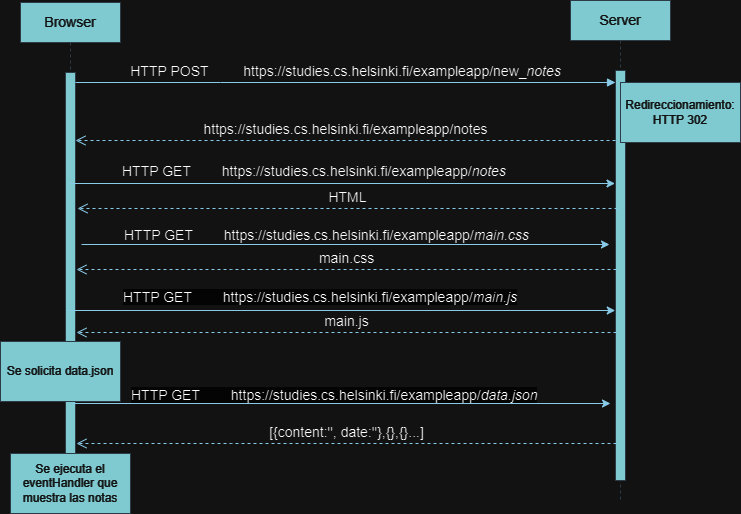 Browser
Server
HTTP POST https://studies.cs.helsinki.fi/exampleapp/new_notes
Redireccionamiento:
HTTP 302
https://studies.cs.helsinki.fi/exampleapp/notes
HTTP GET https://studies.cs.helsinki.fi/exampleapp/notes
HTML
HTTP GET https://studies.cs.helsinki.fi/exampleapp/main.css
main.css
HTTP GET https://studies.cs.helsinki.fi/exampleapp/main.js
main.js
Se solicita data.json
HTTP GET https://studies.cs.helsinki.fi/exampleapp/data.json
[{content:'', date:''},{},{}...]
Se ejecuta el
eventHandler que
muestra las notas